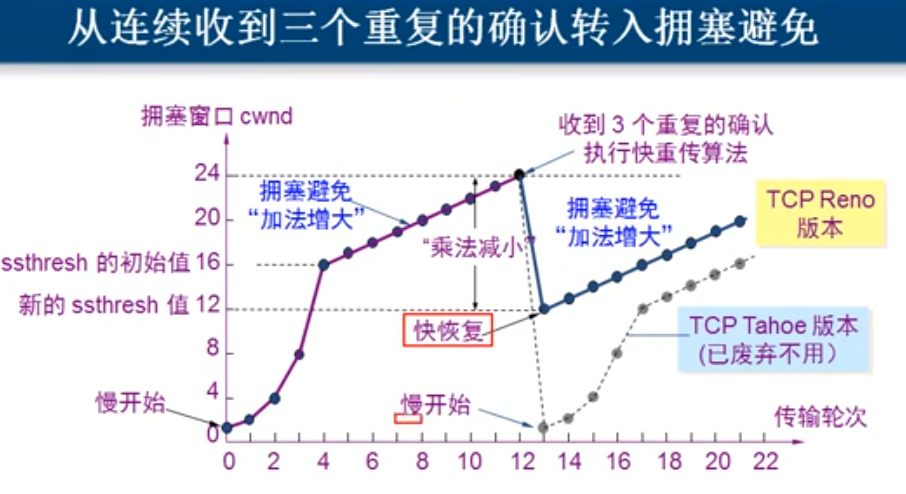 从连续收到三个重复的确认转入拥塞避免
拥塞窗口 cwnd
收到 3 个重复的确认
执行快重传算法
24
拥塞避免
“加法增大”
拥塞避免
“加法增大”
TCP Reno
版本
20
“乘法减小”
ssthresh 的初始值 16
新的 ssthresh 值 12
快恢复
TCP Tahoe 版本
(已废弃不用）
8
4
慢开始
慢开始
传输轮次
0
0 2 4 6 8 10 12 14 16 18 20 22